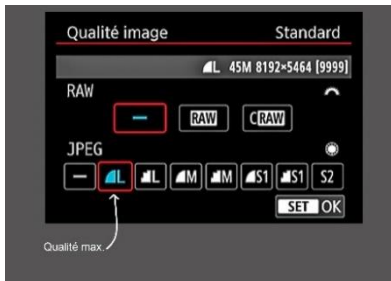 Qualité image Standard
L 45M 8192×5464 [9999]
RAW
RAW CRAW
JPEG
L L M M S1 S1 S2
SET OK
Qualité max.